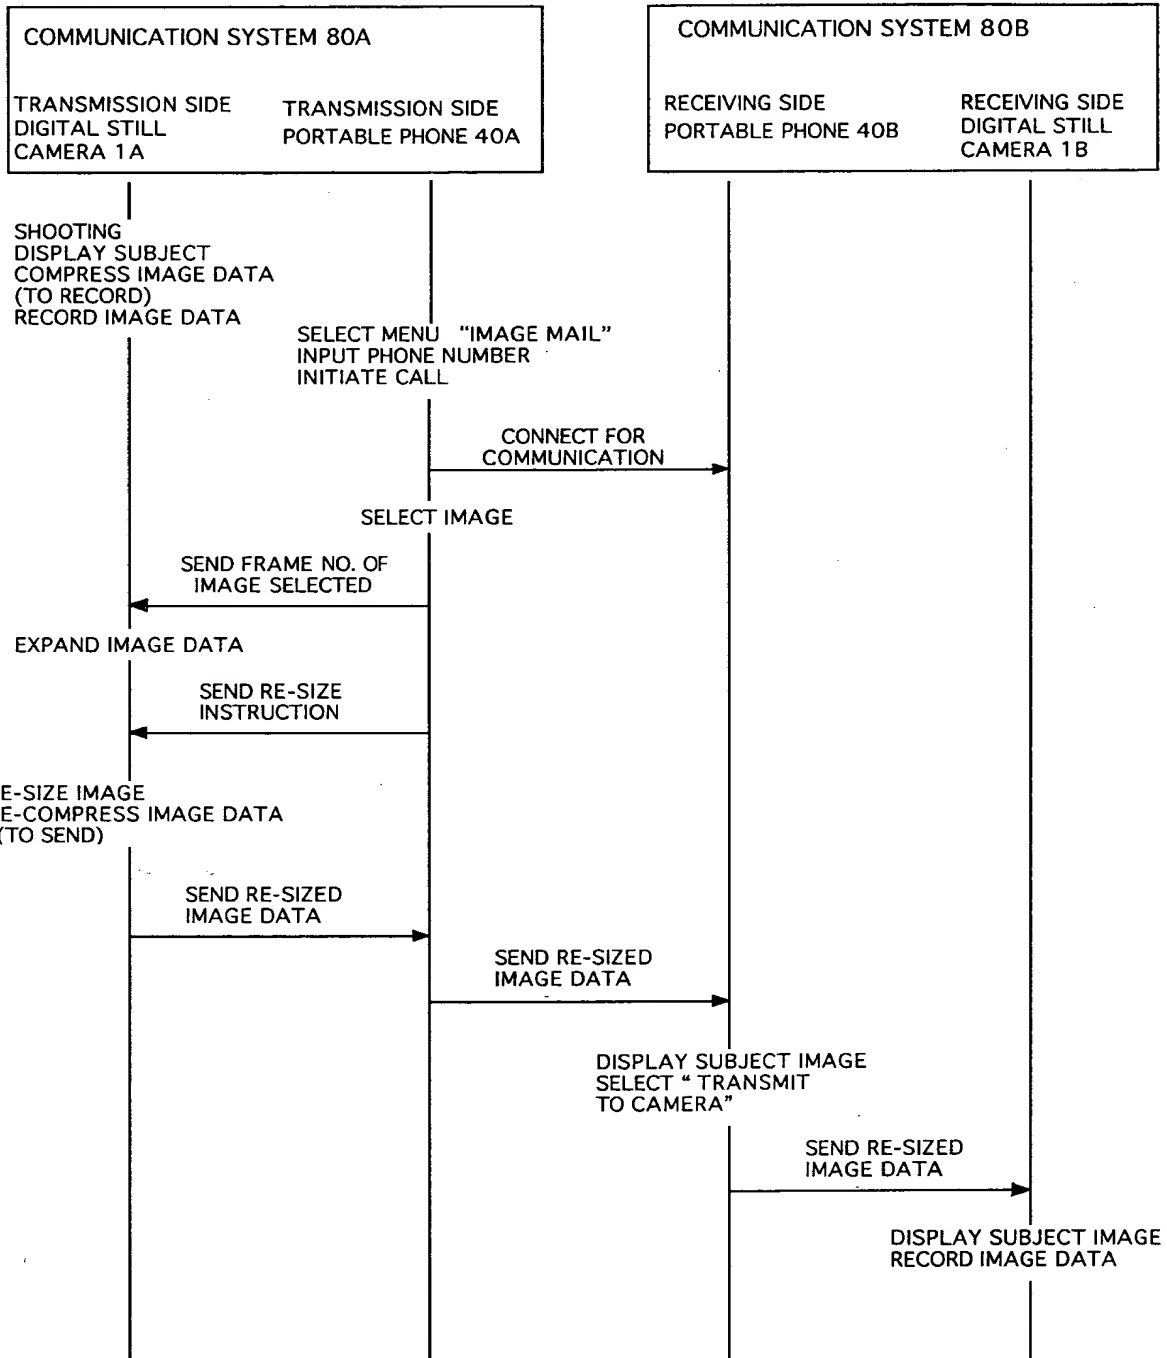 COMMUNICATION SYSTEM 80A
TRANSMISSION SIDE
DIGITAL STILL
CAMERA 1A
TRANSMISSION SIDE
PORTABLE PHONE 40A
COMMUNICATION SYSTEM 80B
RECEIVING SIDE
PORTABLE PHONE 40B
RECEIVING SIDE
DIGITAL STILL
CAMERA 1B
SHOOTING
DISPLAY SUBJECT
COMPRESS IMAGE DATA
(TO RECORD)
RECORD IMAGE DATA
SELECT MENU "IMAGE MAIL"
INPUT PHONE NUMBER
INITIATE CALL
CONNECT FOR
COMMUNICATION
SELECT IMAGE
SEND FRAME NO. OF
IMAGE SELECTED
EXPAND IMAGE DATA
SEND RE-SIZE
INSTRUCTION
E-SIZE IMAGE
E-COMPRESS IMAGE DATA
(TO SEND)
SEND RE-SIZED
IMAGE DATA
SEND RE-SIZED
IMAGE DATA
DISPLAY SUBJECT IMAGE
SELECT " TRANSMIT
TO CAMERA"
SEND RE-SIZED
IMAGE DATA
DISPLAY SUBJECT IMAGE
RECORD IMAGE DATA